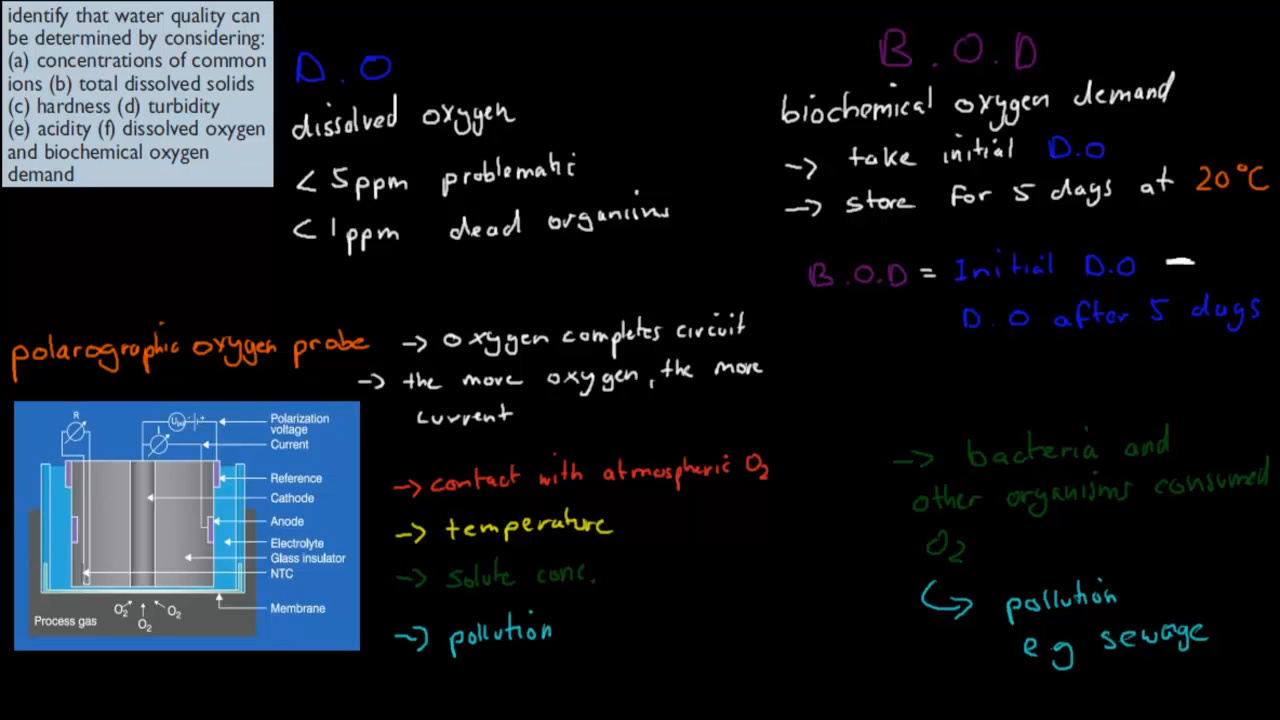 identify that water quality can
be determined by considering:
(a) concentrations of common
ions (b) total dissolved solids
(c) hardness (d) turbidity
(e) acidity (f) dissolved oxygen
and biochemical oxygen
demand
D.O
dissolved oxygen
< 5ppm problematic
< 1ppm dead organiims
B.O.D
biochemical oxygen demand
-> take initial D.O
-> store for 5 days at 20°C
B.O.D = Initial D.O -
D.O after 5 days
polarographic oxygen probe
-> oxygen completes circuit
-> the more oxygen, the more
current
R
Polarization
voltage
I
Current
Reference
Cathode
Anode
Electrolyte
Glass insulator
NTC
Membrane
O2 O2
O2
Process gas
-> contact with atmospheric O2
-> temperature
-> solute conc.
-> pollution
-> bacteria and
other organisms consumed
O2
-> pollution
eg sewage